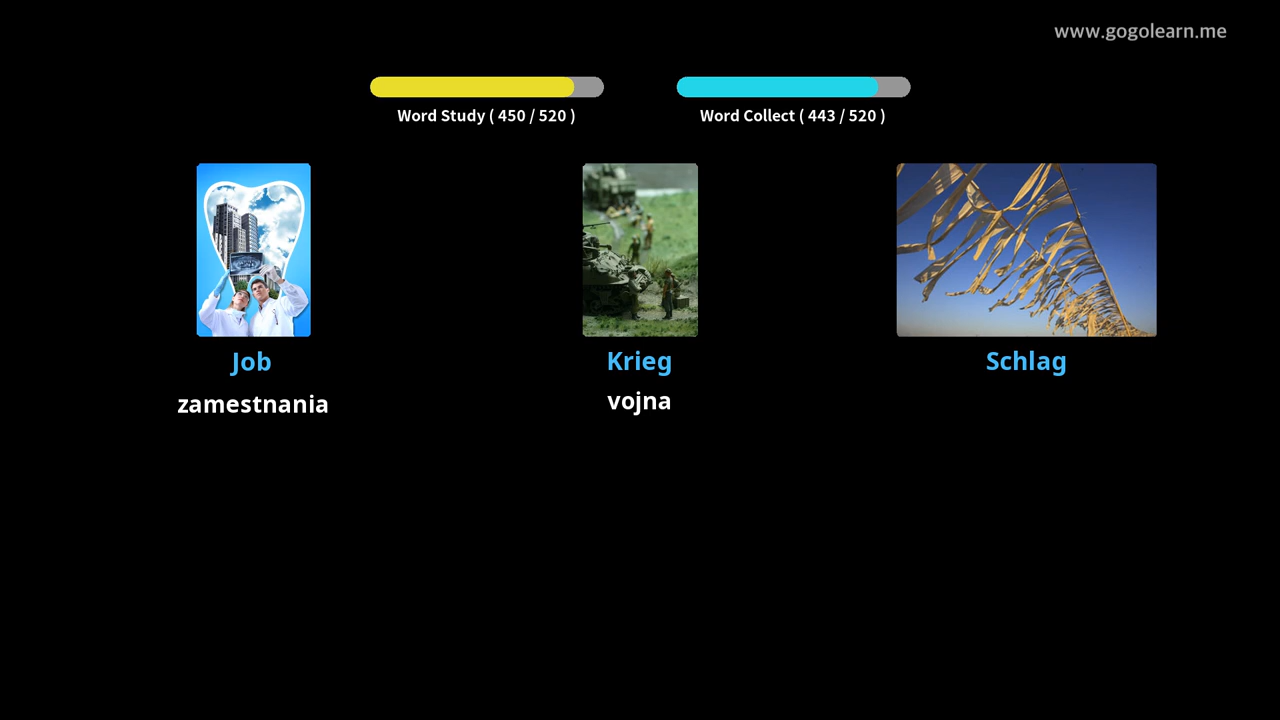 www.gogolearn.me
Word Study ( 450 / 520 )
Word Collect ( 443 / 520 )
Job
Krieg
Schlag
zamestnania
vojna